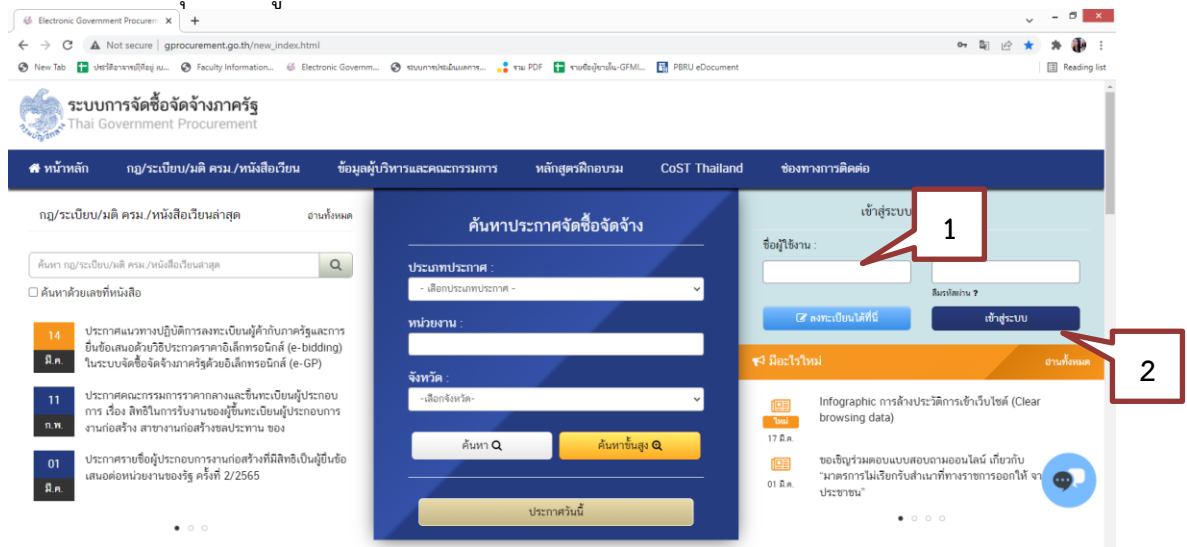 Electronic Government Procurem
Not secure | gprocurement.go.th/new_index.html
New Tab
Faculty Information...
Electronic Governm...
ระบบการประเมินผลการ...
รวม PDF
รายชื่อผู้ขายใน-GFMI...
PBRU eDocument
Reading list
ระบบการจัดซื้อจัดจ้างภาครัฐ
Thai Government Procurement
หน้าหลัก
กฎ/ระเบียบ/มติ ครม./หนังสือเวียน
ข้อมูลผู้บริหารและคณะกรรมการ
หลักสูตรฝึกอบรม
CoST Thailand
ช่องทางการติดต่อ
กฎ/ระเบียบ/มติ ครม./หนังสือเวียนล่าสุด
อ่านทั้งหมด
ค้นหา กฎ/ระเบียบ/มติ ครม./หนังสือเวียนล่าสุด
ค้นหาด้วยเลขที่หนังสือ
14 มี.ค.
ประกาศแนวทางปฏิบัติการลงทะเบียนผู้ค้ากับภาครัฐและการ
ยื่นข้อเสนอด้วยวิธีประกวดราคาอิเล็กทรอนิกส์ (e-bidding)
ในระบบจัดซื้อจัดจ้างภาครัฐด้วยอิเล็กทรอนิกส์ (e-GP)
11 ก.พ.
ประกาศคณะกรรมการราคากลางและขึ้นทะเบียนผู้ประกอบ
การ เรื่อง สิทธิในการรับงานของผู้ขึ้นทะเบียนผู้ประกอบการ
งานก่อสร้าง สาขางานก่อสร้างชลประทาน ของ
01 มี.ค.
ประกาศรายชื่อผู้ประกอบการงานก่อสร้างที่มีสิทธิเป็นผู้ยื่นข้อ
เสนอต่อหน่วยงานของรัฐ ครั้งที่ 2/2565
ค้นหาประกาศจัดซื้อจัดจ้าง
ประเภทประกาศ :
- เลือกประเภทประกาศ -
หน่วยงาน :
จังหวัด :
-เลือกจังหวัด-
ค้นหา
ค้นหาขั้นสูง
ประกาศวันนี้
เข้าสู่ระบบ
1
ชื่อผู้ใช้งาน :
ลืมรหัสผ่าน ?
ลงทะเบียนได้ที่นี่
เข้าสู่ระบบ
2
มีอะไรใหม่
อ่านทั้งหมด
ใหม่
17 มี.ค.
Infographic การล้างประวัติการเข้าเว็บไซต์ (Clear
browsing data)
01 มี.ค.
ขอเชิญร่วมตอบแบบสอบถามออนไลน์ เกี่ยวกับ
"มาตรการไม่เรียกรับสำเนาที่ทางราชการออกให้ จา
ประชาชน"